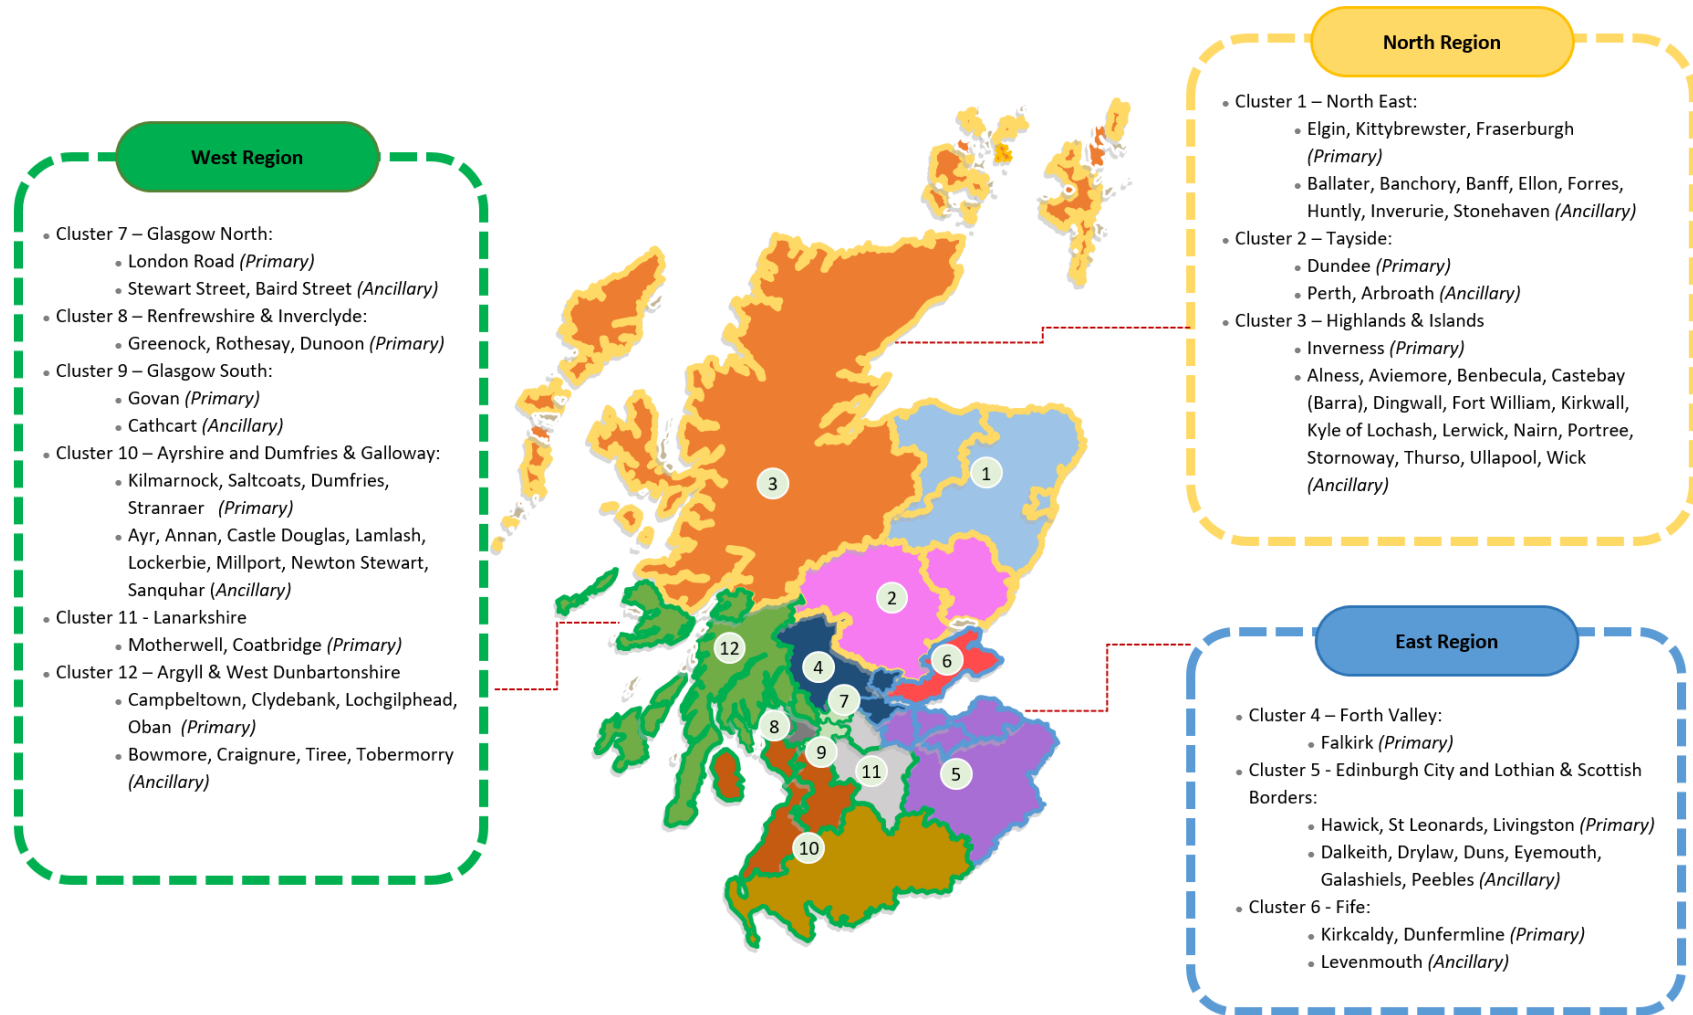 West Region
• Cluster 7 – Glasgow North:
• London Road (Primary)
• Stewart Street, Baird Street (Ancillary)
• Cluster 8 – Renfrewshire & Inverclyde:
• Greenock, Rothesay, Dunoon (Primary)
• Cluster 9 – Glasgow South:
• Govan (Primary)
• Cathcart (Ancillary)
• Cluster 10 – Ayrshire and Dumfries & Galloway:
• Kilmarnock, Saltcoats, Dumfries,
Stranraer (Primary)
• Ayr, Annan, Castle Douglas, Lamlash,
Lockerbie, Millport, Newton Stewart,
Sanquhar (Ancillary)
• Cluster 11 - Lanarkshire
• Motherwell, Coatbridge (Primary)
• Cluster 12 – Argyll & West Dunbartonshire
• Campbeltown, Clydebank, Lochgilphead,
Oban (Primary)
• Bowmore, Craignure, Tiree, Tobermorry
(Ancillary)
3
1
2
12
4
6
7
8
9
11
5
10
North Region
• Cluster 1 – North East:
• Elgin, Kittybrewster, Fraserburgh
(Primary)
• Ballater, Banchory, Banff, Ellon, Forres,
Huntly, Inverurie, Stonehaven (Ancillary)
• Cluster 2 – Tayside:
• Dundee (Primary)
• Perth, Arbroath (Ancillary)
• Cluster 3 – Highlands & Islands
• Inverness (Primary)
• Alness, Aviemore, Benbecula, Castebay
(Barra), Dingwall, Fort William, Kirkwall,
Kyle of Lochash, Lerwick, Nairn, Portree,
Stornoway, Thurso, Ullapool, Wick
(Ancillary)
East Region
• Cluster 4 – Forth Valley:
• Falkirk (Primary)
• Cluster 5 - Edinburgh City and Lothian & Scottish
Borders:
• Hawick, St Leonards, Livingston (Primary)
• Dalkeith, Drylaw, Duns, Eyemouth,
Galashiels, Peebles (Ancillary)
• Cluster 6 - Fife:
• Kirkcaldy, Dunfermline (Primary)
• Levenmouth (Ancillary)